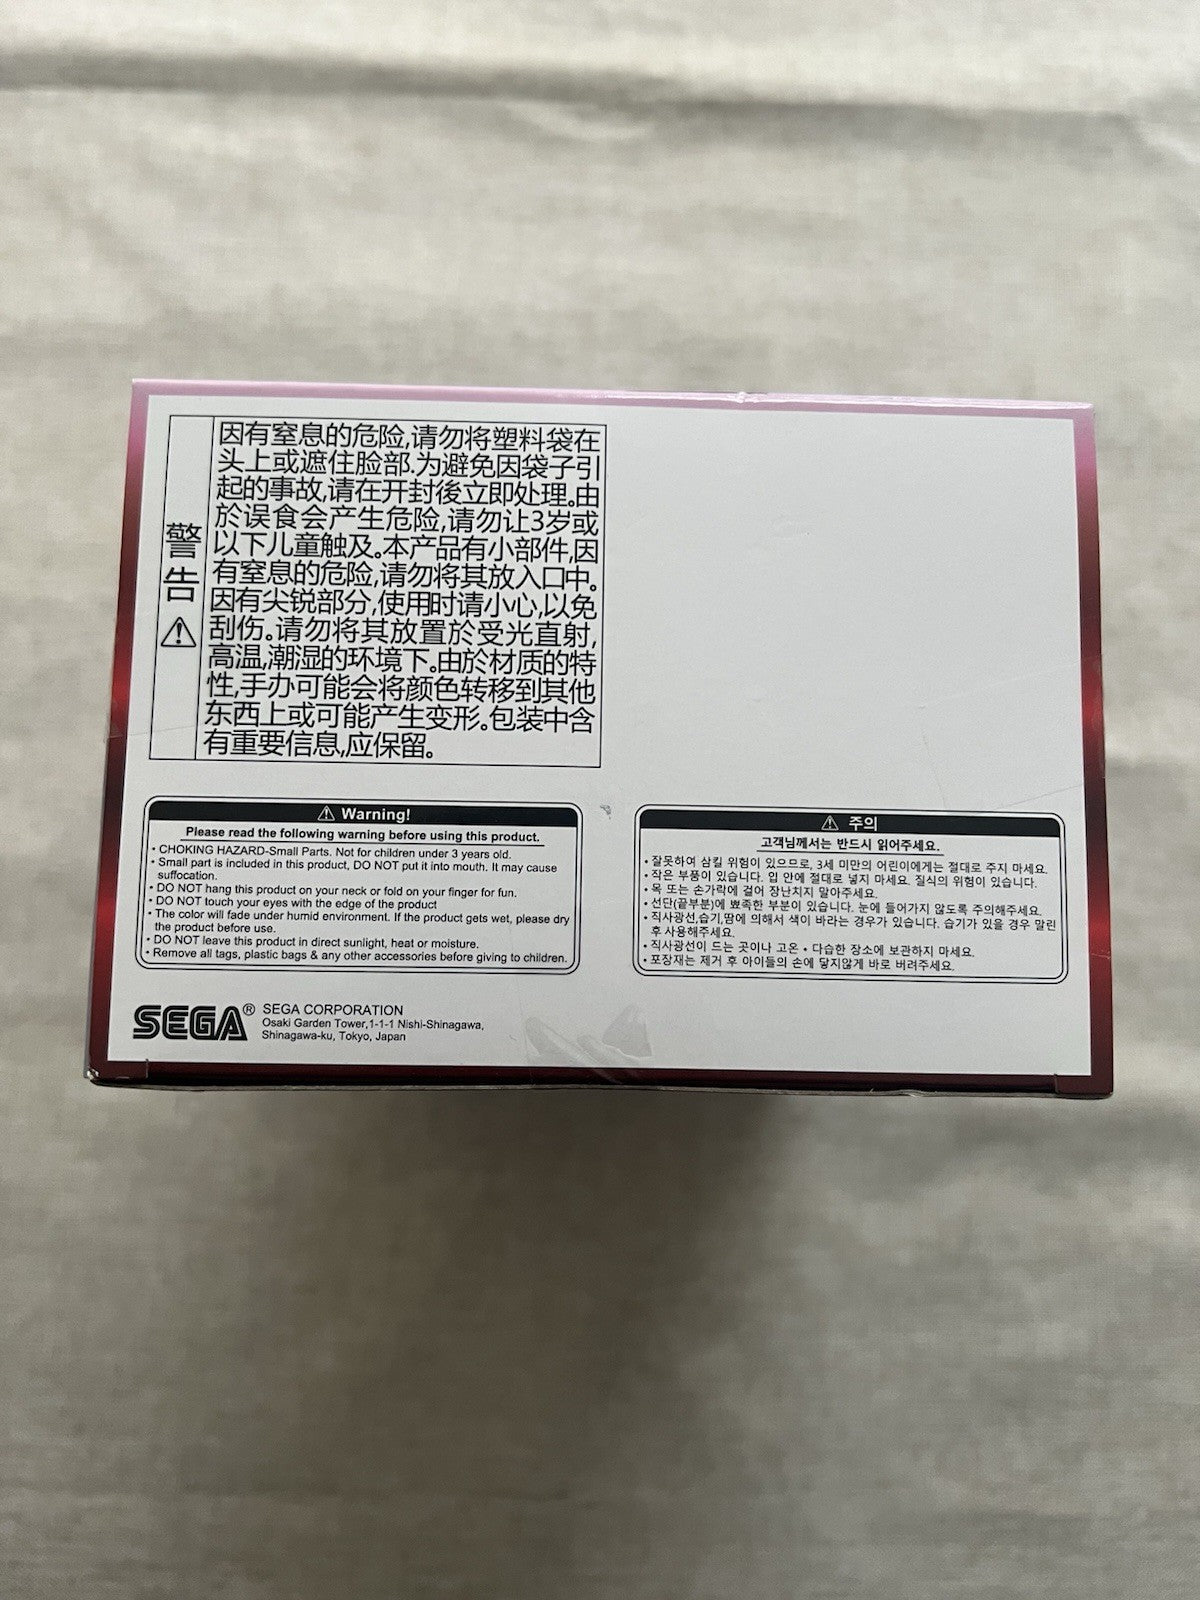 警告
因有窒息的危险,请勿将塑料袋在
头上或遮住脸部.为避免因袋子引
起的事故,请在开封後立即处理。由
於误食会产生危险,请勿让3岁或
以下儿童触及。本产品有小部件,因
有窒息的危险,请勿将其放入口中。
因有尖锐部分,使用时请小心,以免
刮伤。请勿将其放置於受光直射,
高温,潮湿的环境下。由於材质的特
性,手办可能会将颜色转移到其他
东西上或可能产生变形。包装中含
有重要信息,应保留。
⚠ Warning!
Please read the following warning before using this product.
• CHOKING HAZARD-Small Parts. Not for children under 3 years old.
• Small part is included in this product, DO NOT put it into mouth. It may cause
suffocation.
• DO NOT hang this product on your neck or fold on your finger for fun.
• DO NOT touch your eyes with the edge of the product
• The color will fade under humid environment. If the product gets wet, please dry
the product before use.
• DO NOT leave this product in direct sunlight, heat or moisture.
• Remove all tags, plastic bags & any other accessories before giving to children.
⚠ 주의
고객님께서는 반드시 읽어주세요.
• 잘못하여 삼킬 위험이 있으므로, 3세 미만의 어린이에게는 절대로 주지 마세요.
• 작은 부품이 있습니다. 입 안에 절대로 넣지 마세요. 질식의 위험이 있습니다.
• 목 또는 손가락에 걸어 장난치지 말아주세요.
• 선단(끝부분)에 뾰족한 부분이 있습니다. 눈에 들어가지 않도록 주의해주세요.
• 직사광선,습기,땀에 의해서 색이 바라는 경우가 있습니다. 습기가 있을 경우 말린
후 사용해주세요.
• 직사광선이 드는 곳이나 고온 • 다습한 장소에 보관하지 마세요.
• 포장재는 제거 후 아이들의 손에 닿지않게 바로 버려주세요.
SEGA® SEGA CORPORATION
Osaki Garden Tower,1-1-1 Nishi-Shinagawa,
Shinagawa-ku, Tokyo, Japan